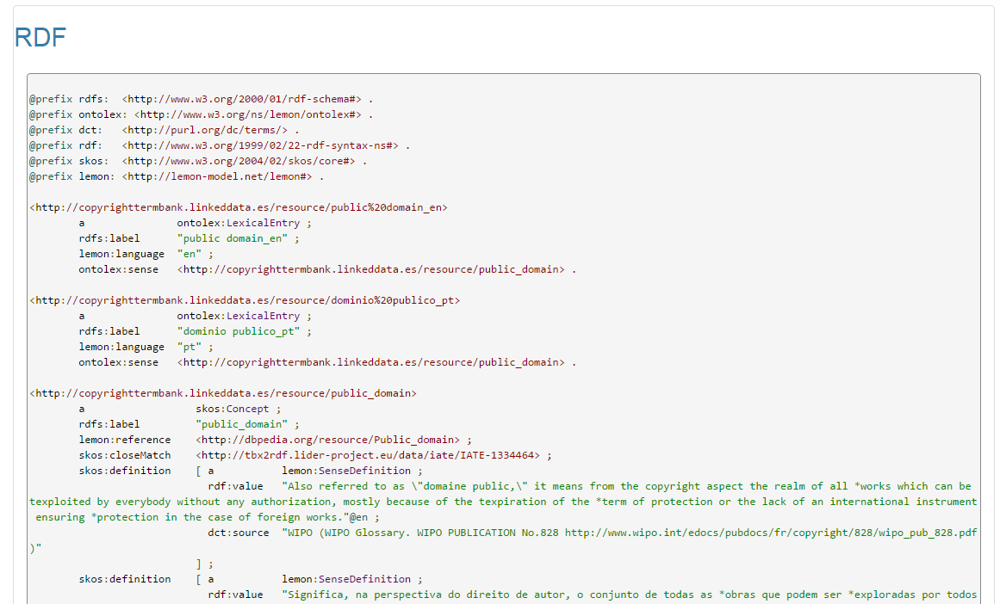 RDF
@prefix rdfs:  <http://www.w3.org/2000/01/rdf-schema#> .
@prefix ontolex: <http://www.w3.org/ns/lemon/ontolex#> .
@prefix dct:   <http://purl.org/dc/terms/> .
@prefix rdf:   <http://www.w3.org/1999/02/22-rdf-syntax-ns#> .
@prefix skos:  <http://www.w3.org/2004/02/skos/core#> .
@prefix lemon: <http://lemon-model.net/lemon#> .
<http://copyrighttermbank.linkeddata.es/resource/public%20domain_en>
        a               ontolex:LexicalEntry ;
        rdfs:label      "public domain_en" ;
        lemon:language  "en" ;
        ontolex:sense   <http://copyrighttermbank.linkeddata.es/resource/public_domain> .
<http://copyrighttermbank.linkeddata.es/resource/dominio%20publico_pt>
        a               ontolex:LexicalEntry ;
        rdfs:label      "dominio publico_pt" ;
        lemon:language  "pt" ;
        ontolex:sense   <http://copyrighttermbank.linkeddata.es/resource/public_domain> .
<http://copyrighttermbank.linkeddata.es/resource/public_domain>
        a                  skos:Concept ;
        rdfs:label         "public_domain" ;
        lemon:reference    <http://dbpedia.org/resource/Public_domain> ;
        skos:closeMatch    <http://tbx2rdf.lider-project.eu/data/iate/IATE-1334464> ;
        skos:definition    [ a           lemon:SenseDefinition ;
                             rdf:value   "Also referred to as \"domaine public,\" it means from the copyright aspect the realm of all *works which can be
texploited by everybody without any authorization, mostly because of the texpiration of the *term of protection or the lack of an international instrument
 ensuring *protection in the case of foreign works."@en ;
                             dct:source  "WIPO (WIPO Glossary. WIPO PUBLICATION No.828 http://www.wipo.int/edocs/pubdocs/fr/copyright/828/wipo_pub_828.pdf
)"
                           ] ;
        skos:definition    [ a           lemon:SenseDefinition ;
                             rdf:value   "Significa, na perspectiva do direito de autor, o conjunto de todas as *obras que podem ser *exploradas por todos